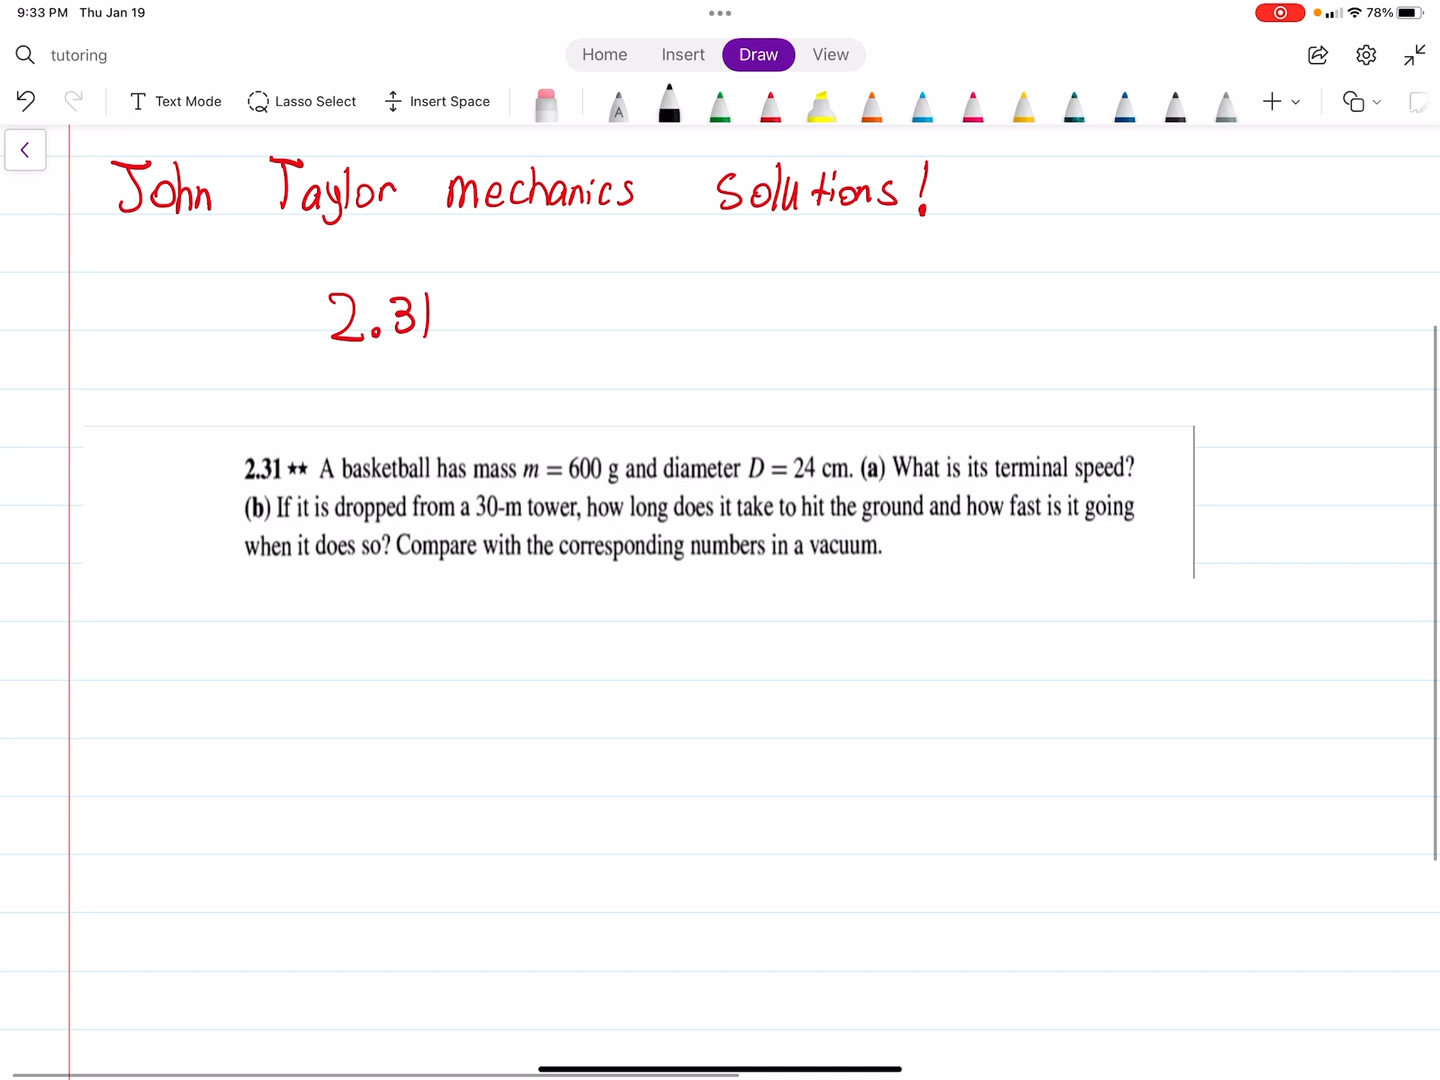 9:33 PM Thu Jan 19
78%
tutoring
Home Insert Draw View
Text Mode Lasso Select Insert Space
A
John Taylor mechanics solutions!
2.31
2.31 ★★ A basketball has mass m = 600 g and diameter D = 24 cm. (a) What is its terminal speed?
(b) If it is dropped from a 30-m tower, how long does it take to hit the ground and how fast is it going
when it does so? Compare with the corresponding numbers in a vacuum.